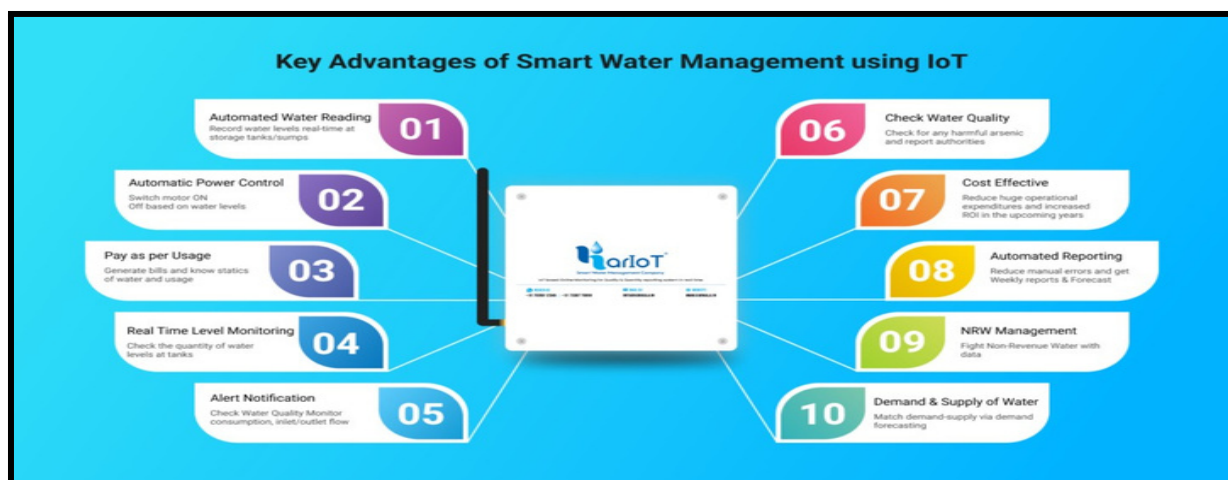 Key Advantages of Smart Water Management using IoT
Automated Water Reading
Record water levels real-time at
storage tanks/sumps
01
Automatic Power Control
Switch motor ON
Off based on water levels
02
Pay as per Usage
Generate bills and know statics
of water and usage
03
Real Time Level Monitoring
Check the quantity of water
levels at tanks
04
Alert Notification
Check Water Quality Monitor
consumption, inlet/outlet flow
05
arIoT
Smart Water Management Company
06
Check Water Quality
Check for any harmful arsenic
and report authorities
07
Cost Effective
Reduce huge operational
expenditures and increased
ROI in the upcoming years
08
Automated Reporting
Reduce manual errors and get
Weekly reports & Forecast
09
NRW Management
Fight Non-Revenue Water with
data
10
Demand & Supply of Water
Match demand-supply via demand
forecasting